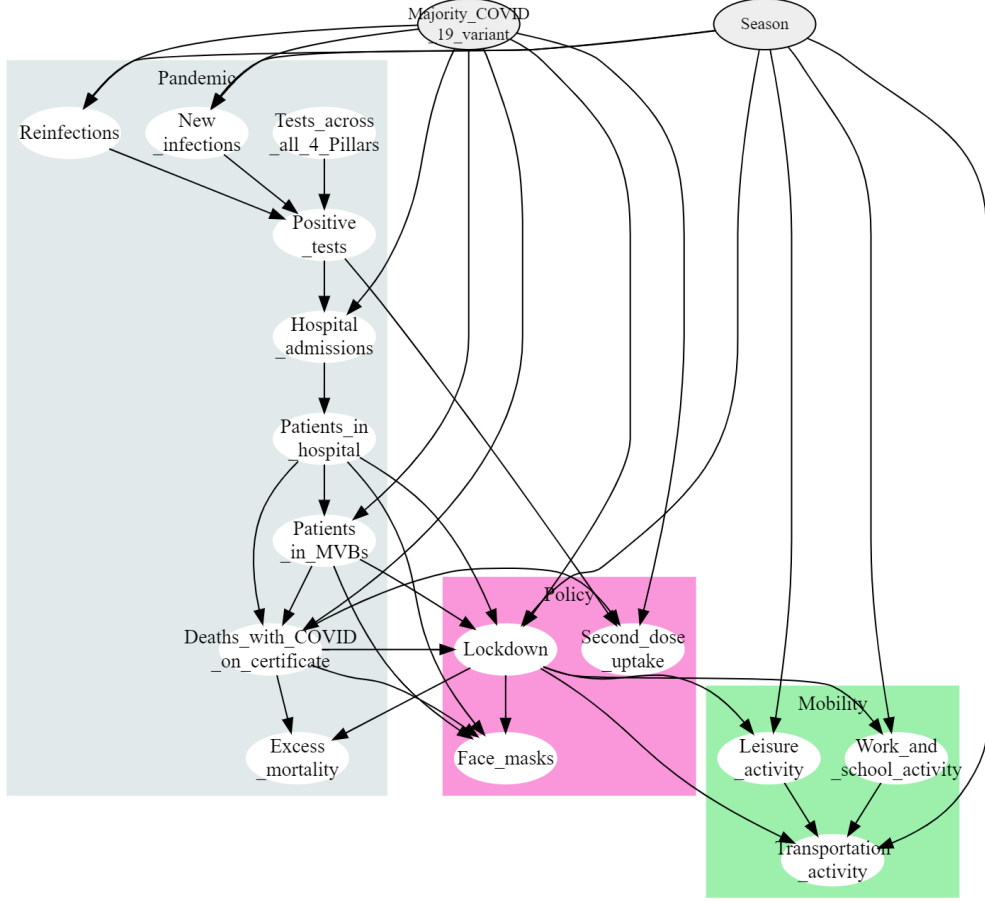 Majority_COVID
_19_variant
Season
Pandemic
Reinfections
New
_infections
Tests_across
_all_4_Pillars
Positive
_tests
Hospital
_admissions
Patients_in
_hospital
Patients
_in_MVBs
Deaths_with_COVID
_on_certificate
Excess
_mortality
Policy
Lockdown
Second_dose
_uptake
Face_masks
Mobility
Leisure
_activity
Work_and
_school_activity
Transportation
_activity